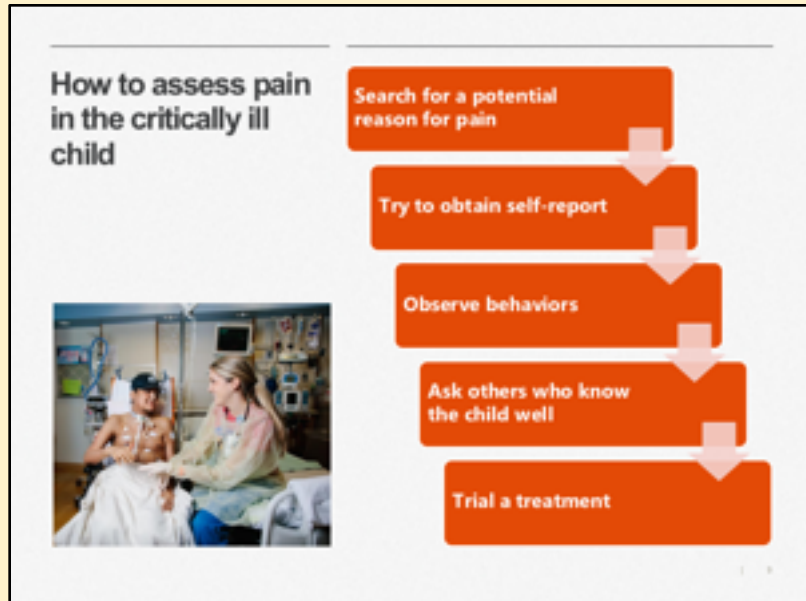 How to assess pain
in the critically ill
child
Search for a potential
reason for pain
Try to obtain self-report
Observe behaviors
Ask others who know
the child well
Trial a treatment